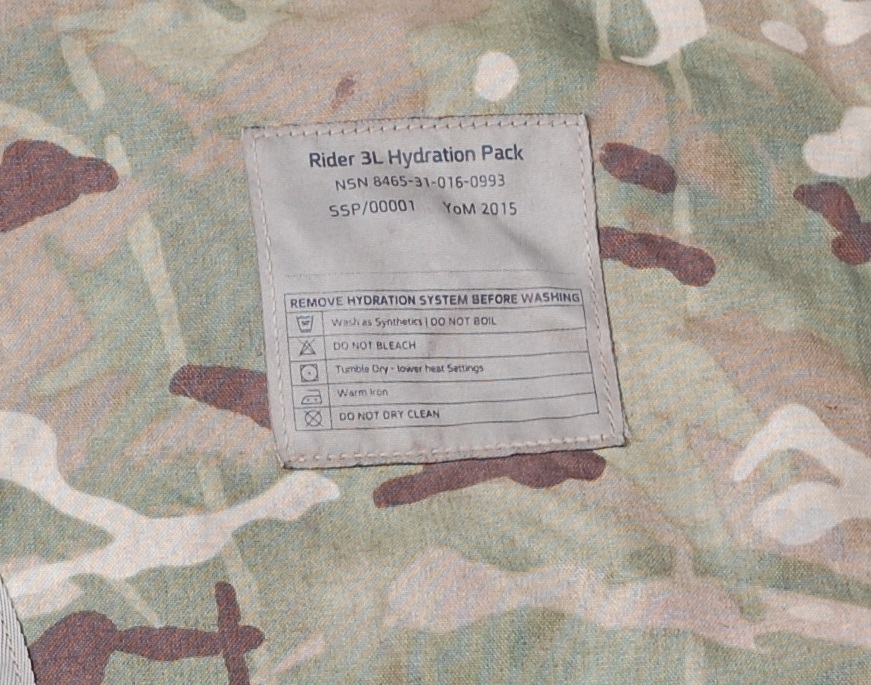 Rider 3L Hydration Pack
NSN 8465-31-016-0993
SSP/00001 YoM 2015
REMOVE HYDRATION SYSTEM BEFORE WASHING
Wash as Synthetics | DO NOT BOIL
DO NOT BLEACH
Tumble Dry - lower heat Settings
Warm Iron
DO NOT DRY CLEAN